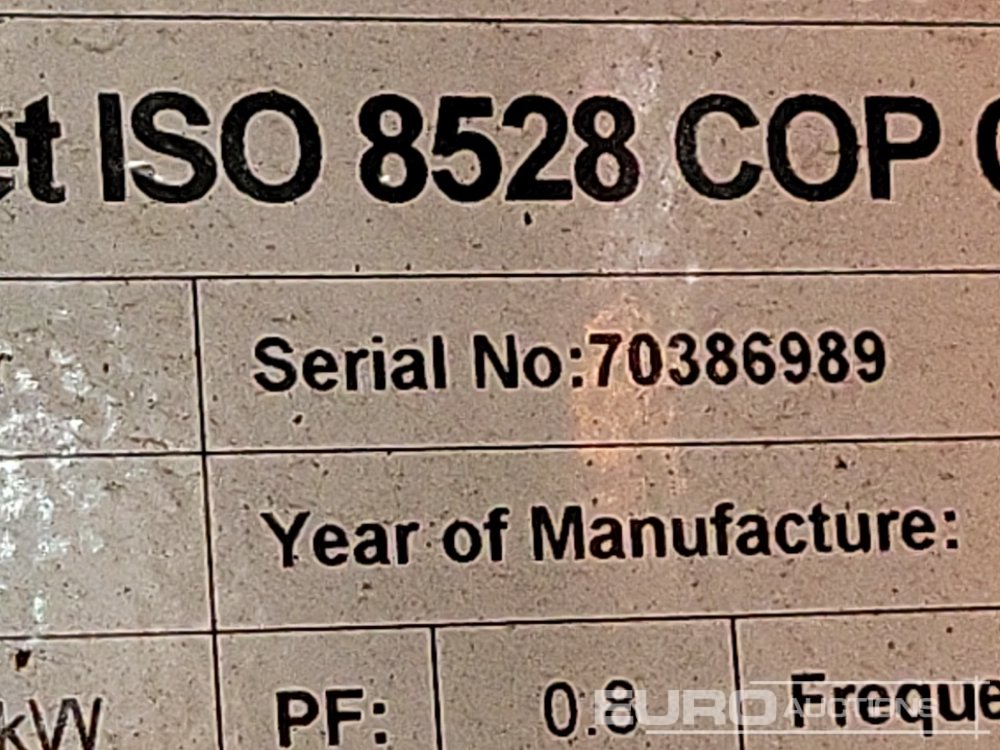 et ISO 8528 COP
Serial No:70386989
Year of Manufacture:
kW PF: 0.8 Freque
EURO AUCTIONS